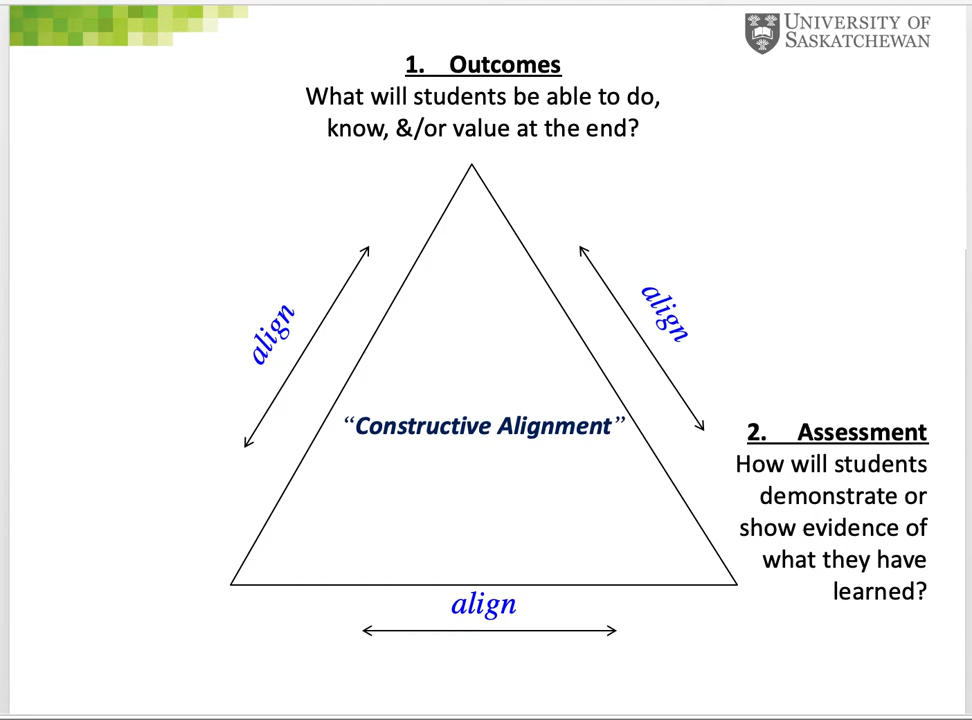 UNIVERSITY OF
SASKATCHEWAN
1. Outcomes
What will students be able to do,
know, &/or value at the end?
align
align
“Constructive Alignment”
2. Assessment
How will students
demonstrate or
show evidence of
what they have
learned?
align